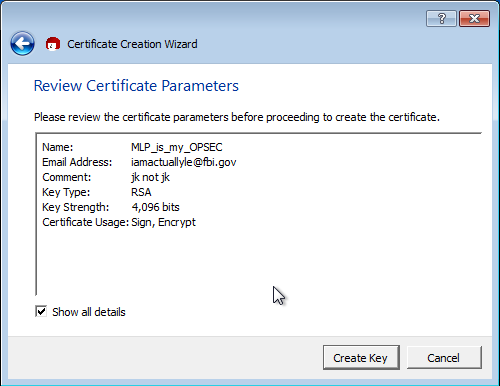 Certificate Creation Wizard
Review Certificate Parameters
Please review the certificate parameters before proceeding to create the certificate.
Name: MLP_is_my_OPSEC
Email Address: iamactuallyle@fbi.gov
Comment: jk not jk
Key Type: RSA
Key Strength: 4,096 bits
Certificate Usage: Sign, Encrypt
Show all details
Create Key Cancel